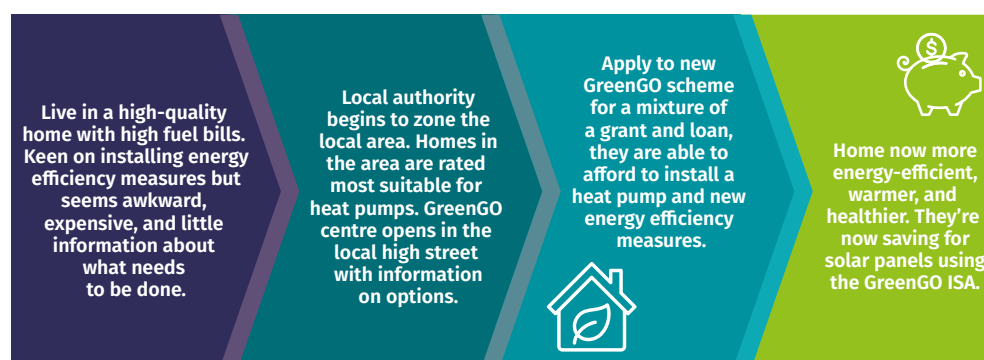 Live in a high-quality
home with high fuel bills.
Keen on installing energy
efficiency measures but
seems awkward,
expensive, and little
information about
what needs
to be done.
Local authority
begins to zone the
local area. Homes in
the area are rated
most suitable for
heat pumps. GreenGO
centre opens in the
local high street
with information
on options.
Apply to new
GreenGO scheme
for a mixture of
a grant and loan,
they are able to
afford to install a
heat pump and new
energy efficiency
measures.
$
Home now more
energy-efficient,
warmer, and
healthier. They’re
now saving for
solar panels using
the GreenGO ISA.